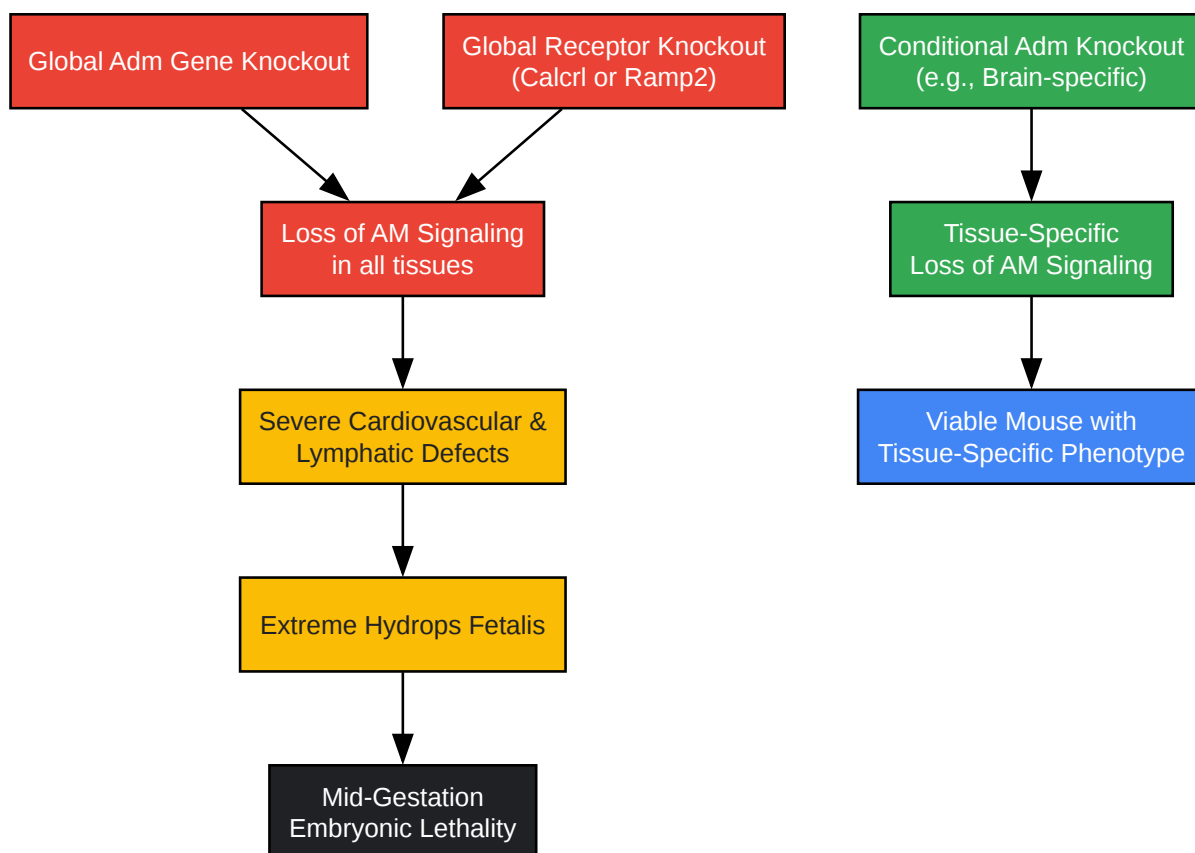 Global Adm Gene Knockout
Global Receptor Knockout
(Calcrl or Ramp2)
Conditional Adm Knockout
(e.g., Brain-specific)
Loss of AM Signaling
in all tissues
Tissue-Specific
Loss of AM Signaling
Severe Cardiovascular &
Lymphatic Defects
Viable Mouse with
Tissue-Specific Phenotype
Extreme Hydrops Fetalis
Mid-Gestation
Embryonic Lethality